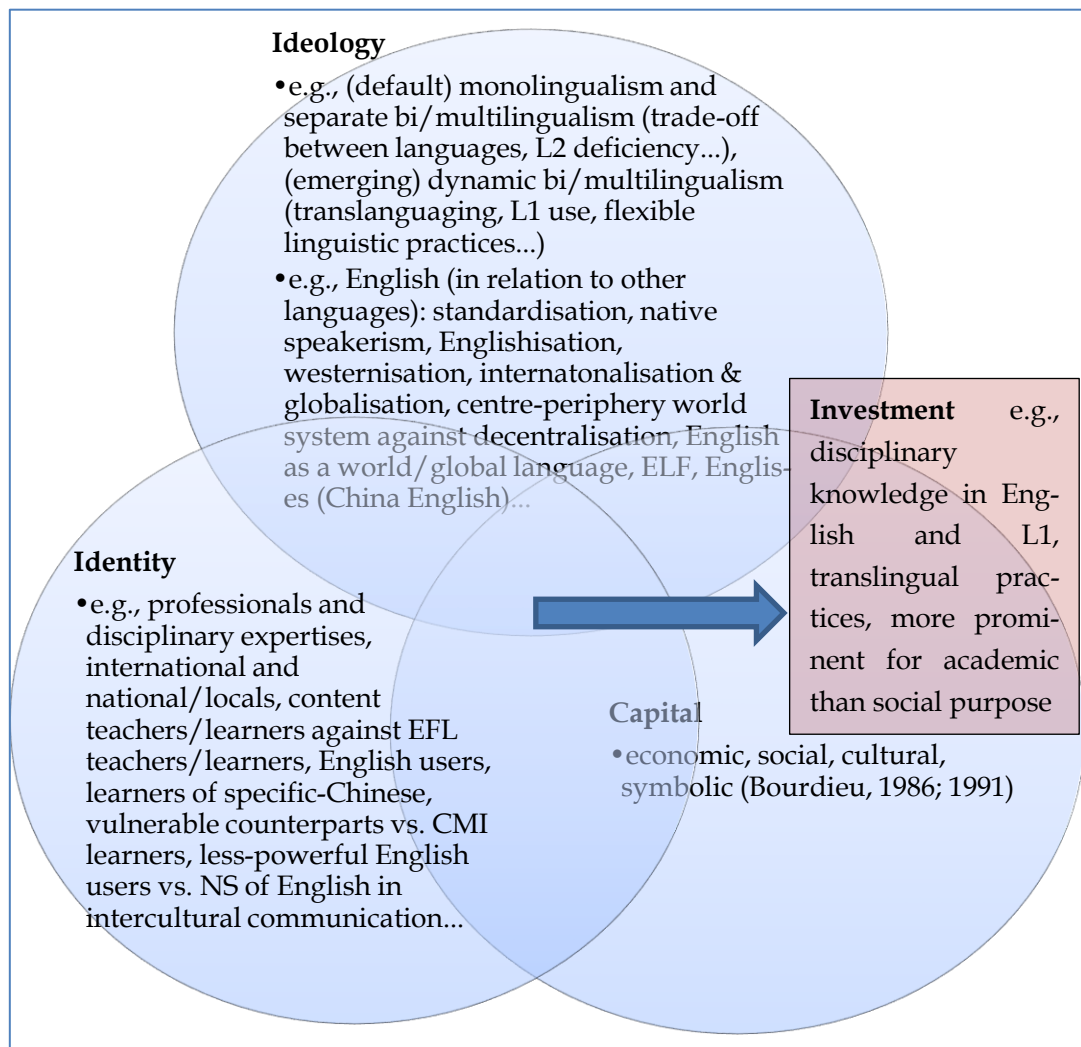 Ideology
•e.g., (default) monolingualism and
separate bi/multilingualism (trade-off
between languages, L2 deficiency...),
(emerging) dynamic bi/multilingualism
(translanguaging, L1 use, flexible
linguistic practices...)
•e.g., English (in relation to other
languages): standardisation, native
speakerism, Englishisation,
westernisation, internatonalisation &
globalisation, centre-periphery world
system against decentralisation, English
as a world/global language, ELF, Englis-
es (China English)...
Investment e.g.,
disciplinary
knowledge in Eng-
lish and L1,
translingual prac-
tices, more promi-
nent for academic
than social purpose
Identity
•e.g., professionals and
disciplinary expertises,
international and
national/locals, content
teachers/learners against EFL
teachers/learners, English users,
learners of specific-Chinese,
vulnerable counterparts vs. CMI
learners, less-powerful English
users vs. NS of English in
intercultural communication...
Capital
•economic, social, cultural,
symbolic (Bourdieu, 1986; 1991)